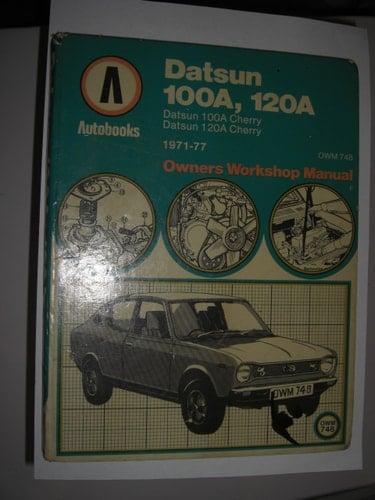 Datsun
100A, 120A
Autobooks
Datsun 100A Cherry
Datsun 120A Cherry
1971-77
OWM 748
Owners Workshop Manual
OWM 748
OWM
748